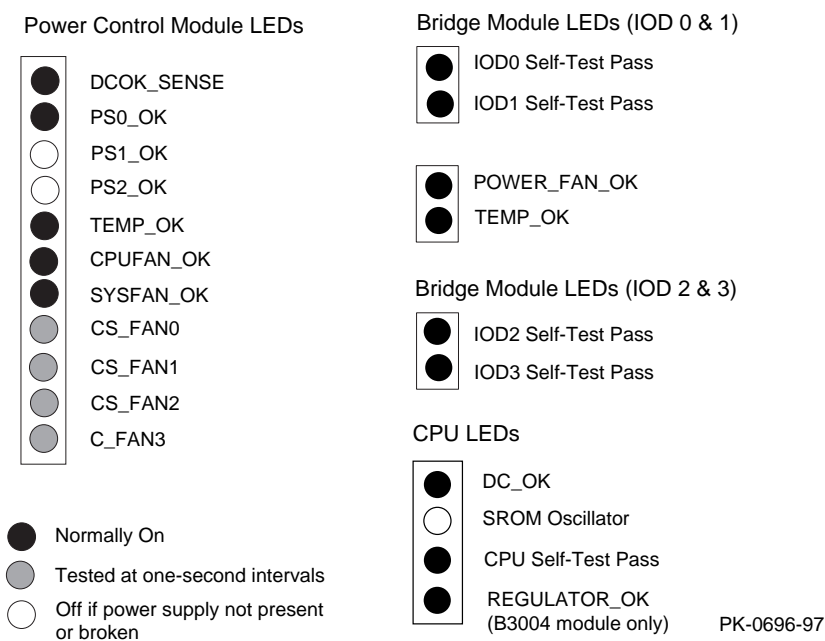 Power Control Module LEDs
DCOK_SENSE
PS0_OK
PS1_OK
PS2_OK
TEMP_OK
CPUFAN_OK
SYSFAN_OK
CS_FAN0
CS_FAN1
CS_FAN2
C_FAN3
Normally On
Tested at one-second intervals
Off if power supply not present
or broken
Bridge Module LEDs (IOD 0 & 1)
IOD0 Self-Test Pass
IOD1 Self-Test Pass
POWER_FAN_OK
TEMP_OK
Bridge Module LEDs (IOD 2 & 3)
IOD2 Self-Test Pass
IOD3 Self-Test Pass
CPU LEDs
DC_OK
SROM Oscillator
CPU Self-Test Pass
REGULATOR_OK
(B3004 module only)
PK-0696-97